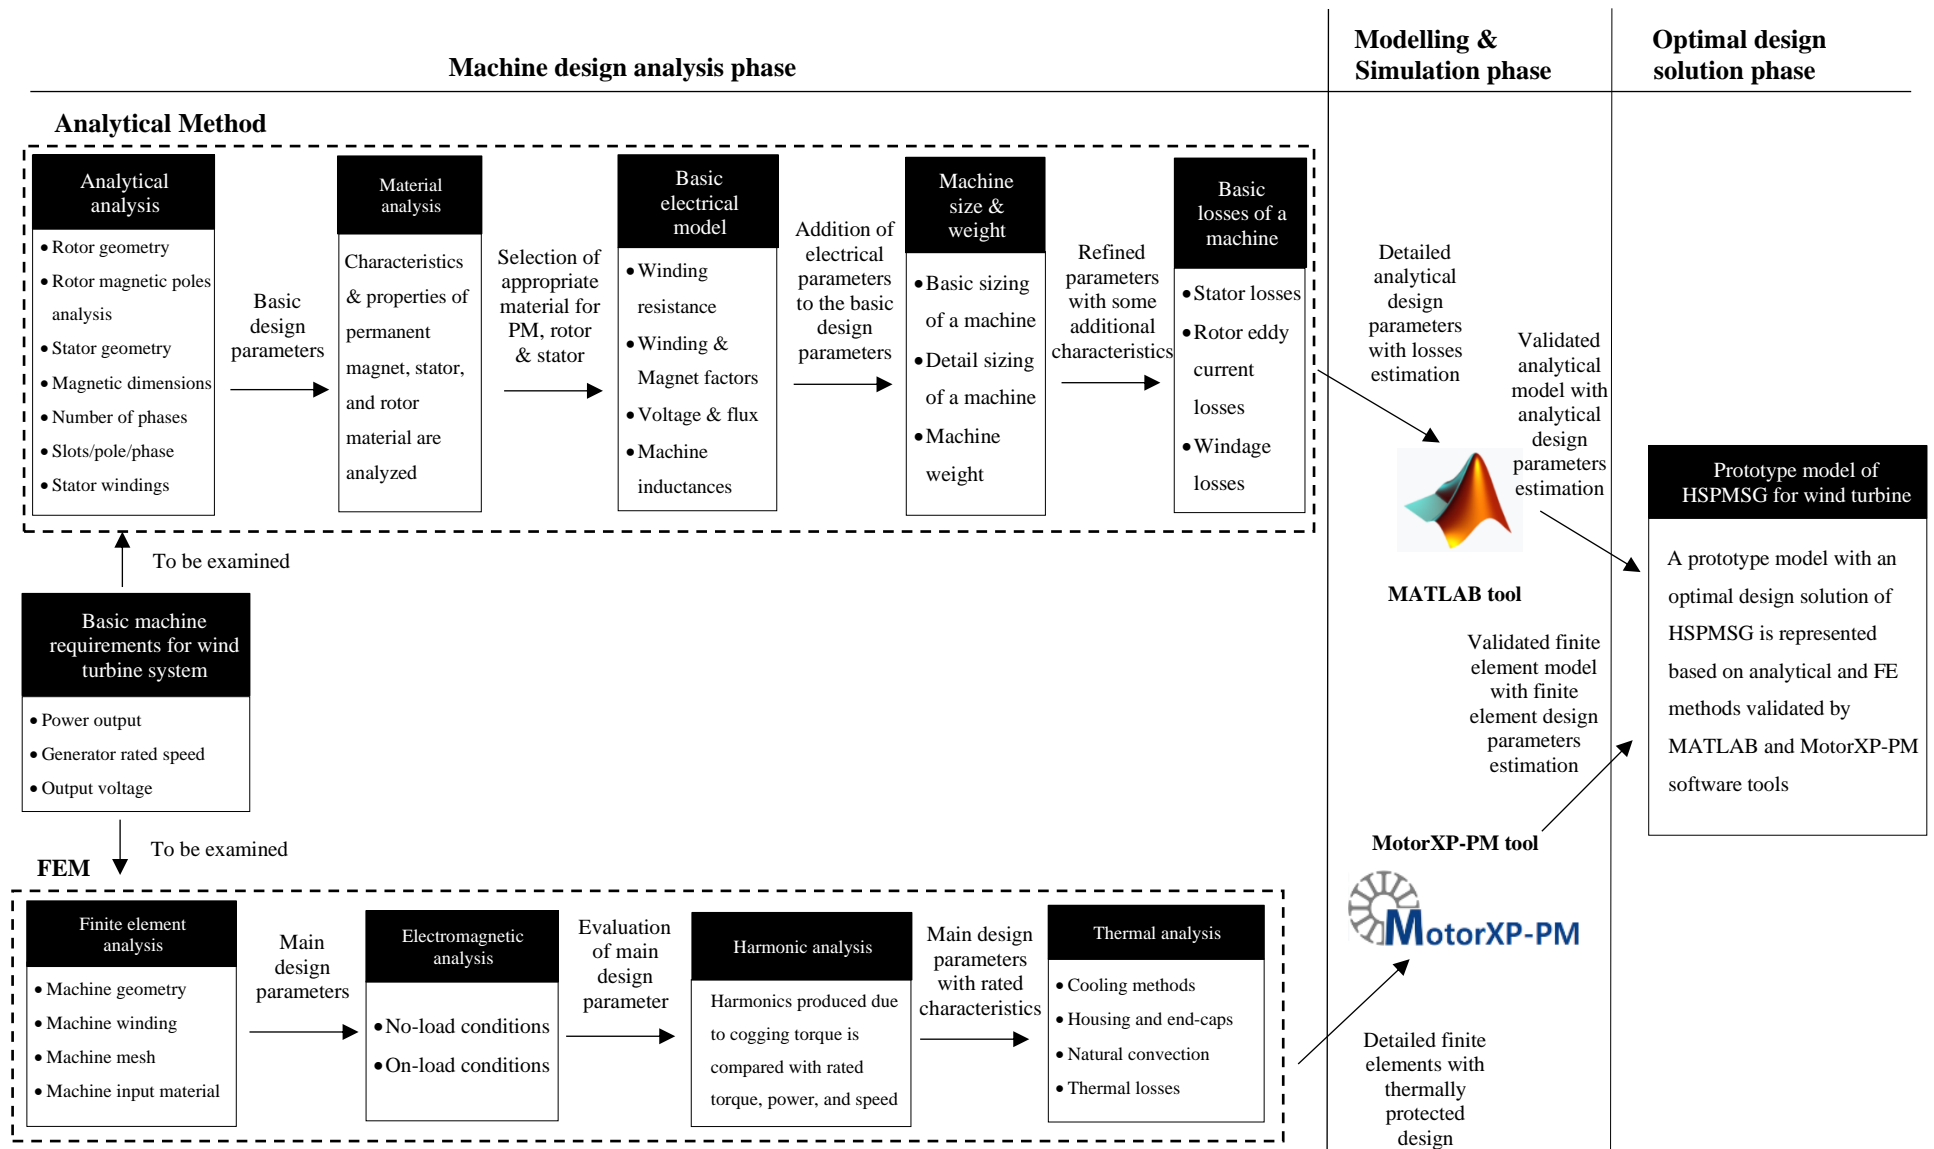 Machine design analysis phase
Modelling &
Simulation phase
Optimal design
solution phase
Analytical Method
Analytical
analysis
• Rotor geometry
• Rotor magnetic poles
analysis
• Stator geometry
• Magnetic dimensions
• Number of phases
• Slots/pole/phase
• Stator windings
Basic
design
parameters
Material
analysis
Characteristics
& properties of
permanent
magnet, stator,
and rotor
material are
analyzed
Selection of
appropriate
material for
PM, rotor
& stator
Basic
electrical
model
• Winding
resistance
• Winding &
Magnet factors
• Voltage & flux
• Machine
inductances
Addition of
electrical
parameters
to the basic
design
parameters
Machine
size &
weight
• Basic sizing
of a machine
• Detail sizing
of a machine
• Machine
weight
Refined
parameters
with some
additional
characteristics
Basic
losses of a
machine
• Stator losses
• Rotor eddy
current
losses
• Windage
losses
Detailed
analytical
design
parameters
with losses
estimation
Validated
analytical
model with
analytical
design
parameters
estimation
MATLAB tool
To be examined
Basic machine
requirements for wind
turbine system
• Power output
• Generator rated speed
• Output voltage
To be examined
Validated finite
element model
with finite
element design
parameters
estimation
Prototype model of
HSPMSG for wind turbine
A prototype model with an
optimal design solution of
HSPMSG is represented
based on analytical and FE
methods validated by
MATLAB and MotorXP-PM
software tools
FEM
Finite element
analysis
• Machine geometry
• Machine winding
• Machine mesh
• Machine input material
Main
design
parameters
Electromagnetic
analysis
• No-load conditions
• On-load conditions
Evaluation
of main
design
parameter
Harmonic analysis
Harmonics produced due
to cogging torque is
compared with rated
torque, power, and speed
Main design
parameters
with rated
characteristics
Thermal analysis
• Cooling methods
• Housing and end-caps
• Natural convection
• Thermal losses
MotorXP-PM tool
MotorXP-PM
Detailed finite
elements with
thermally
protected
design